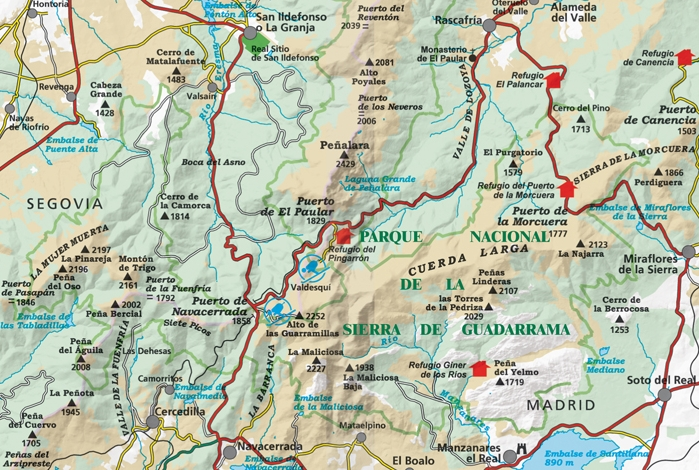 Hontoria
Embalse de
Pontón Alto
San Ildefonso
o La Granja
Real Sitio
de San Ildefonso
Puerto del
Reventón
2039
Rascafría
Oteruelo
del Valle
Alameda
del Valle
Refugio
de Canencia
Cerro de
Matalafuente
1483
Río Eresma
2081
Alto
Poyales
Monasterio
de El Paular
Refugio
El Palancar
Revenga
Cabeza
Grande
1428
Valsain
Puerto
de los Neveros
2006
VALLE DE LOZOYA
Cerro del Pino
1713
Puerto
de Canencia
1503
Navas
de Riofrío
Embalse de
Puente Alta
Boca del Asno
Peñalara
2429
El Purgatorio
1579
SIERRA DE LA MORCUERA
1866
Perdiguera
Laguna Grande
de Peñalara
Refugio del Puerto
de la Morcuera
SEGOVIA
Cerro de
la Camorca
1814
Puerto
de El Paular
1829
Puerto de
la Morcuera
1777
Embalse de Miraflores
de la Sierra
PARQUE NACIONAL
Refugio del
Pingarrón
LA MUJER MUERTA
2197
La Pinareja
2196
Peña
del Oso
Montón
de Trigo
2161
CUERDA LARGA
2123
La Najarra
Miraflores
de la Sierra
Puerto de
Pasapán
1846
Puerto de
la Fuenfría
1792
Valdesquí
DE LA
Peñas
Linderas
2107
Embalse de
las Tabladillas
2002
Peña Bercial
Puerto de
Navacerrada
1858
las Torres
de la Pedriza
2029
Cerro de
la Berrocosa
1253
Siete Picos
2252
Alto de
las Guarramillas
SIERRA DE GUADARRAMA
Peña
del Águila
2008
VALLE DE LA FUENFRÍA
Las Dehesas
La Maliciosa
2227
1938
La Maliciosa
Baja
Río
Manzanares
Refugio Giner
de los Ríos
Peña
del Yelmo
1719
Embalse
Mediano
Soto del Real
La Peñota
1945
Camorritos
Embalse de
Navalmedio
LA BARRANCA
Embalse
de la Maliciosa
MADRID
Peña
del Cuervo
1705
Cercedilla
Mataelpino
Peñas del
Arzipreste
Navacerrada
Embalse de
Navacerrada
El Boalo
Manzanares
el Real
Embalse de Santillana
890 m